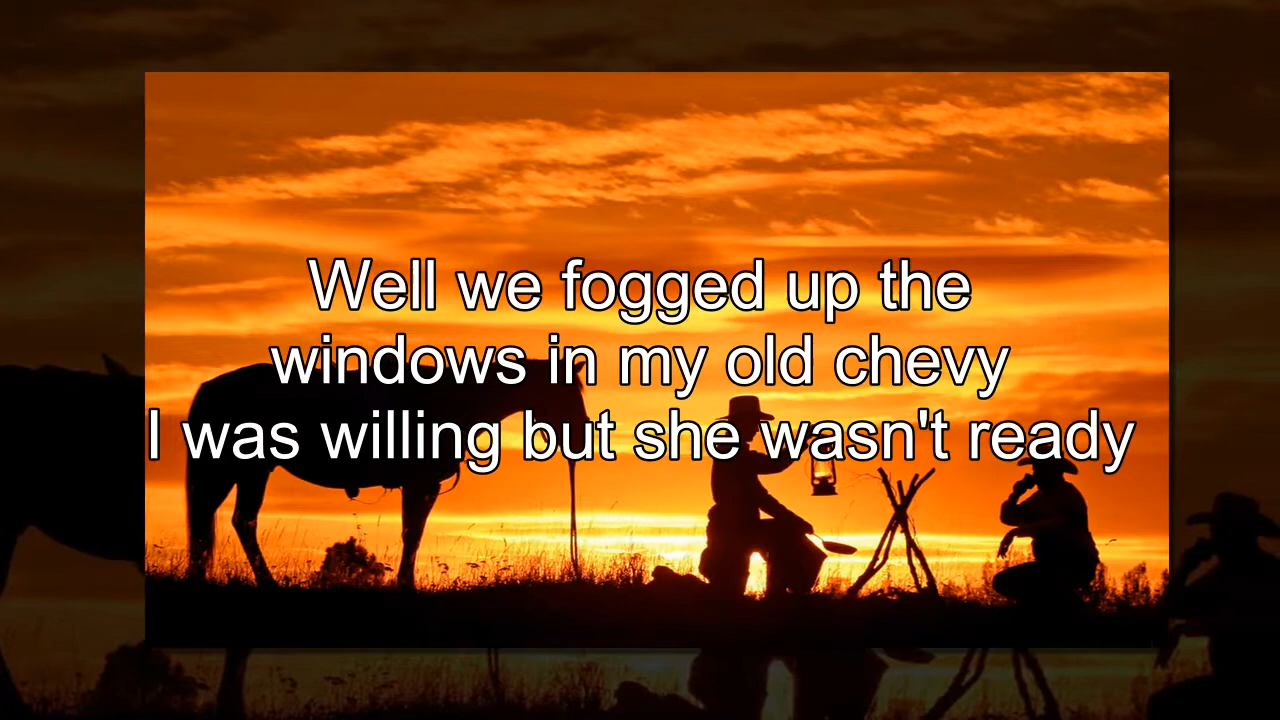 Well we fogged up the
windows in my old chevy
I was willing but she wasn't ready